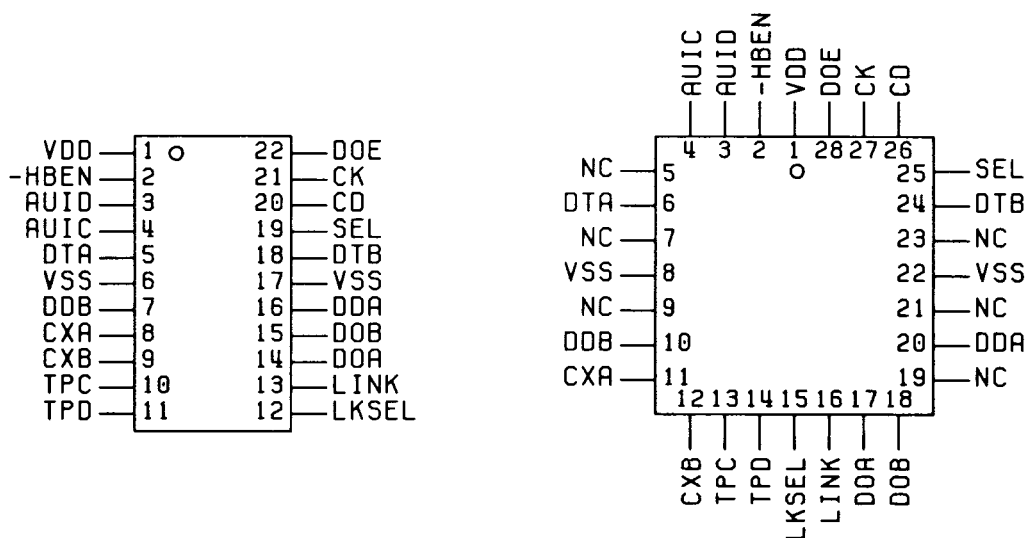 VDD 1 22 DOE
-HBEN 2 21 CK
AUID 3 20 CD
AUIC 4 19 SEL
DTA 5 18 DTB
VSS 6 17 VSS
DDB 7 16 DDA
CXA 8 15 DOB
CXB 9 14 DOA
TPC 10 13 LINK
TPD 11 12 LKSEL
AUIC AUID -HBEN VDD DOE CK CD
4 3 2 1 28 27 26
NC 5 25 SEL
DTA 6 24 DTB
NC 7 23 NC
VSS 8 22 VSS
NC 9 21 NC
DDB 10 20 DDA
CXA 11 19 NC
12 13 14 15 16 17 18
CXB TPC TPD LKSEL LINK DOA DOB